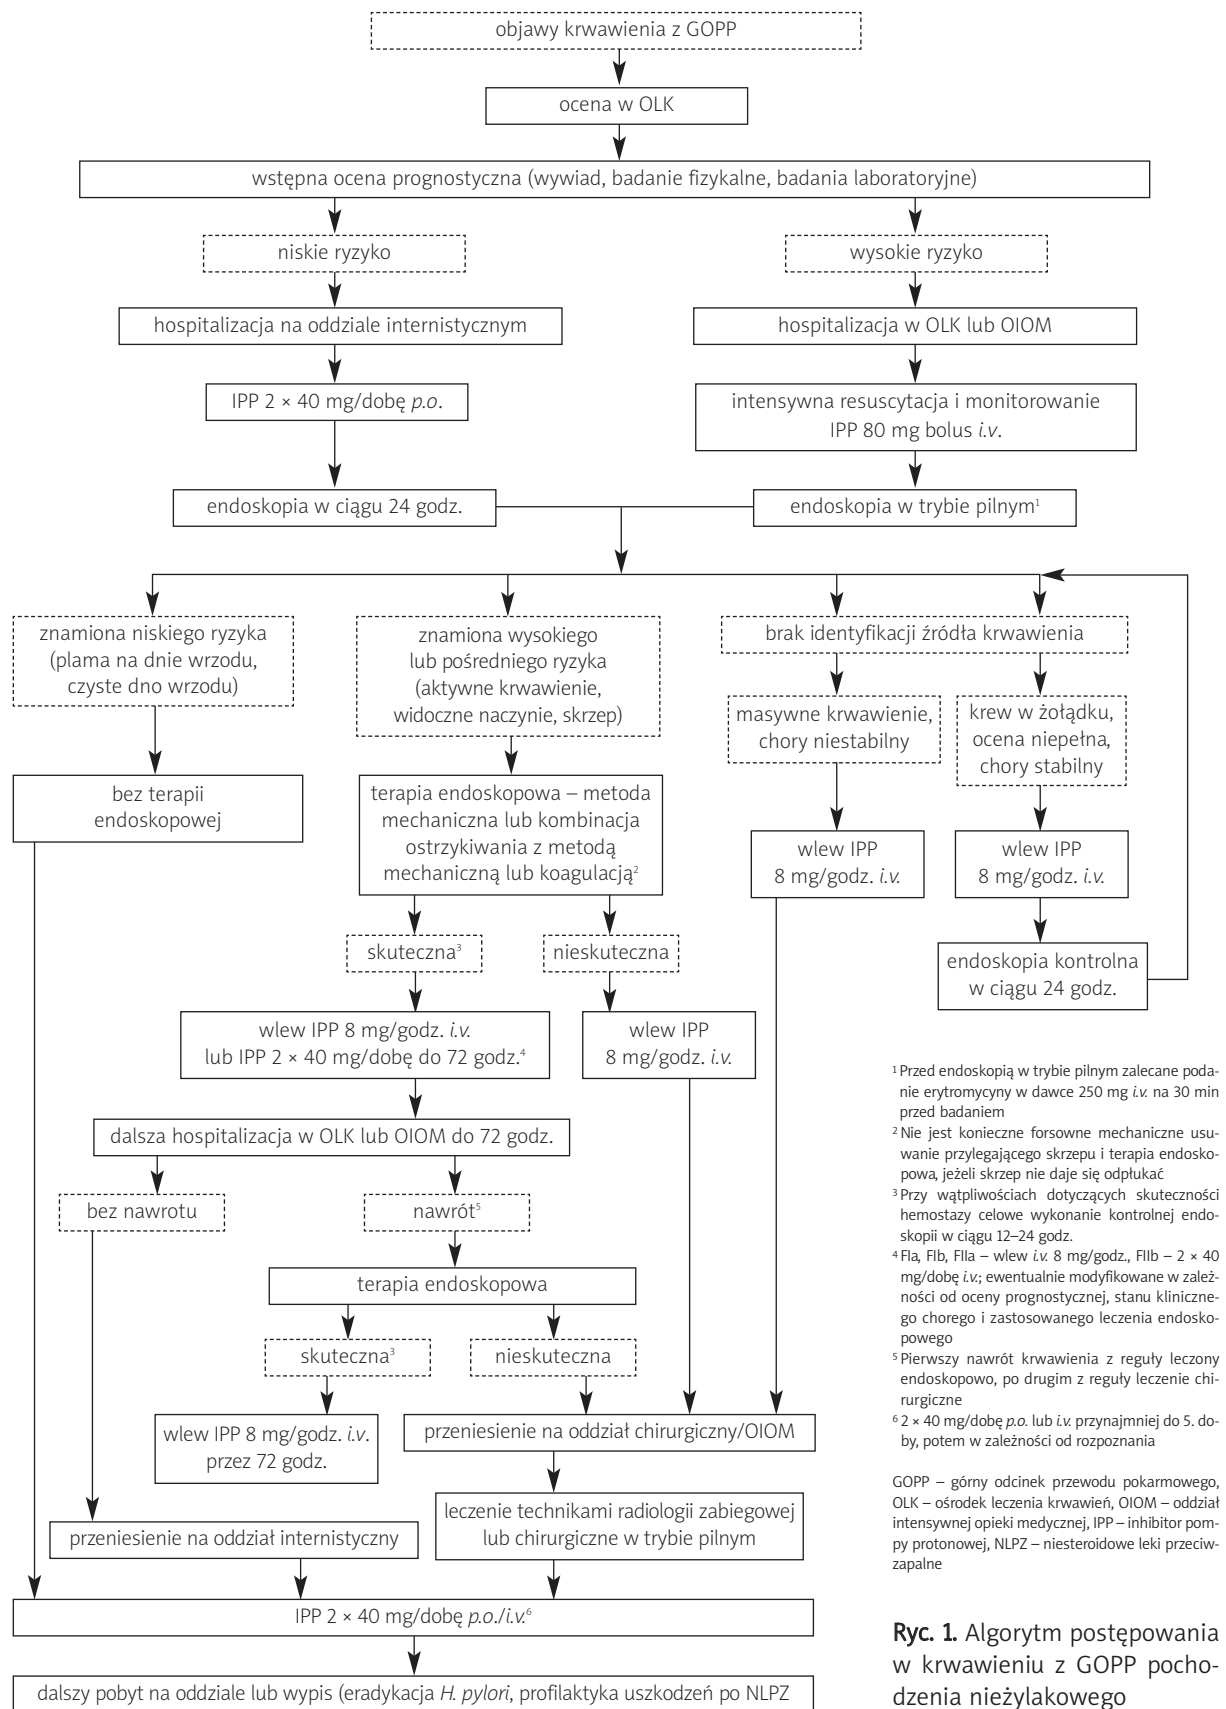 objawy krwawienia z GOPP
ocena w OLK
wstępna ocena prognostyczna (wywiad, badanie fizykalne, badania laboratoryjne)
niskie ryzyko
wysokie ryzyko
hospitalizacja na oddziale internistycznym
hospitalizacja w OLK lub OIOM
IPP 2 × 40 mg/dobę p.o.
intensywna resuscytacja i monitorowanie
IPP 80 mg bolus i.v.
endoskopia w ciągu 24 godz.
endoskopia w trybie pilnym¹
znamiona niskiego ryzyka
(plama na dnie wrzodu,
czyste dno wrzodu)
znamiona wysokiego
lub pośredniego ryzyka
(aktywne krwawienie,
widoczne naczynie, skrzep)
brak identyfikacji źródła krwawienia
masywne krwawienie,
chory niestabilny
krew w żołądku,
ocena niepełna,
chory stabilny
bez terapii
endoskopowej
terapia endoskopowa – metoda
mechaniczna lub kombinacja
ostrzykiwania z metodą
mechaniczną lub koagulacją²
wlew IPP
8 mg/godz. i.v.
wlew IPP
8 mg/godz. i.v.
skuteczna³
nieskuteczna
endoskopia kontrolna
w ciągu 24 godz.
wlew IPP 8 mg/godz. i.v.
lub IPP 2 × 40 mg/dobę do 72 godz.⁴
wlew IPP
8 mg/godz. i.v.
dalsza hospitalizacja w OLK lub OIOM do 72 godz.
bez nawrotu
nawrót⁵
terapia endoskopowa
skuteczna³
nieskuteczna
wlew IPP 8 mg/godz. i.v.
przez 72 godz.
przeniesienie na oddział chirurgiczny/OIOM
leczenie technikami radiologii zabiegowej
lub chirurgiczne w trybie pilnym
przeniesienie na oddział internistyczny
IPP 2 × 40 mg/dobę p.o./i.v.⁶
dalszy pobyt na oddziale lub wypis (eradykacja H. pylori, profilaktyka uszkodzeń po NLPZ
¹ Przed endoskopią w trybie pilnym zalecane poda-
nie erytromycyny w dawce 250 mg i.v. na 30 min
przed badaniem
² Nie jest konieczne forsowne mechaniczne usu-
wanie przylegającego skrzepu i terapia endosko-
powa, jeżeli skrzep nie daje się odpłukać
³ Przy wątpliwościach dotyczących skuteczności
hemostazy celowe wykonanie kontrolnej endo-
skopii w ciągu 12–24 godz.
⁴ FIa, FIb, FIIa – wlew i.v. 8 mg/godz., FIIb – 2 × 40
mg/dobę i.v.; ewentualnie modyfikowane w zależ-
ności od oceny prognostycznej, stanu kliniczne-
go chorego i zastosowanego leczenia endosko-
powego
⁵ Pierwszy nawrót krwawienia z reguły leczony
endoskopowo, po drugim z reguły leczenie chi-
rurgiczne
⁶ 2 × 40 mg/dobę p.o. lub i.v. przynajmniej do 5. do-
by, potem w zależności od rozpoznania
GOPP – górny odcinek przewodu pokarmowego,
OLK – ośrodek leczenia krwawień, OIOM – oddział
intensywnej opieki medycznej, IPP – inhibitor pom-
py protonowej, NLPZ – niesteroidowe leki przeciw-
zapalne
Ryc. 1. Algorytm postępowania
w krwawieniu z GOPP pocho-
dzenia nieżylakowego